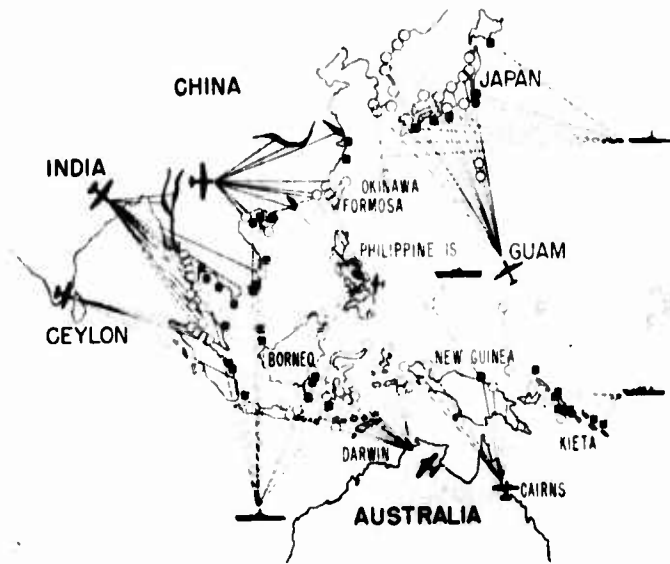 CHINA
JAPAN
INDIA
OKINAWA
FORMOSA
PHILIPPINE IS
GUAM
CEYLON
BORNEO
NEW GUINEA
KIETA
DARWIN
CAIRNS
AUSTRALIA